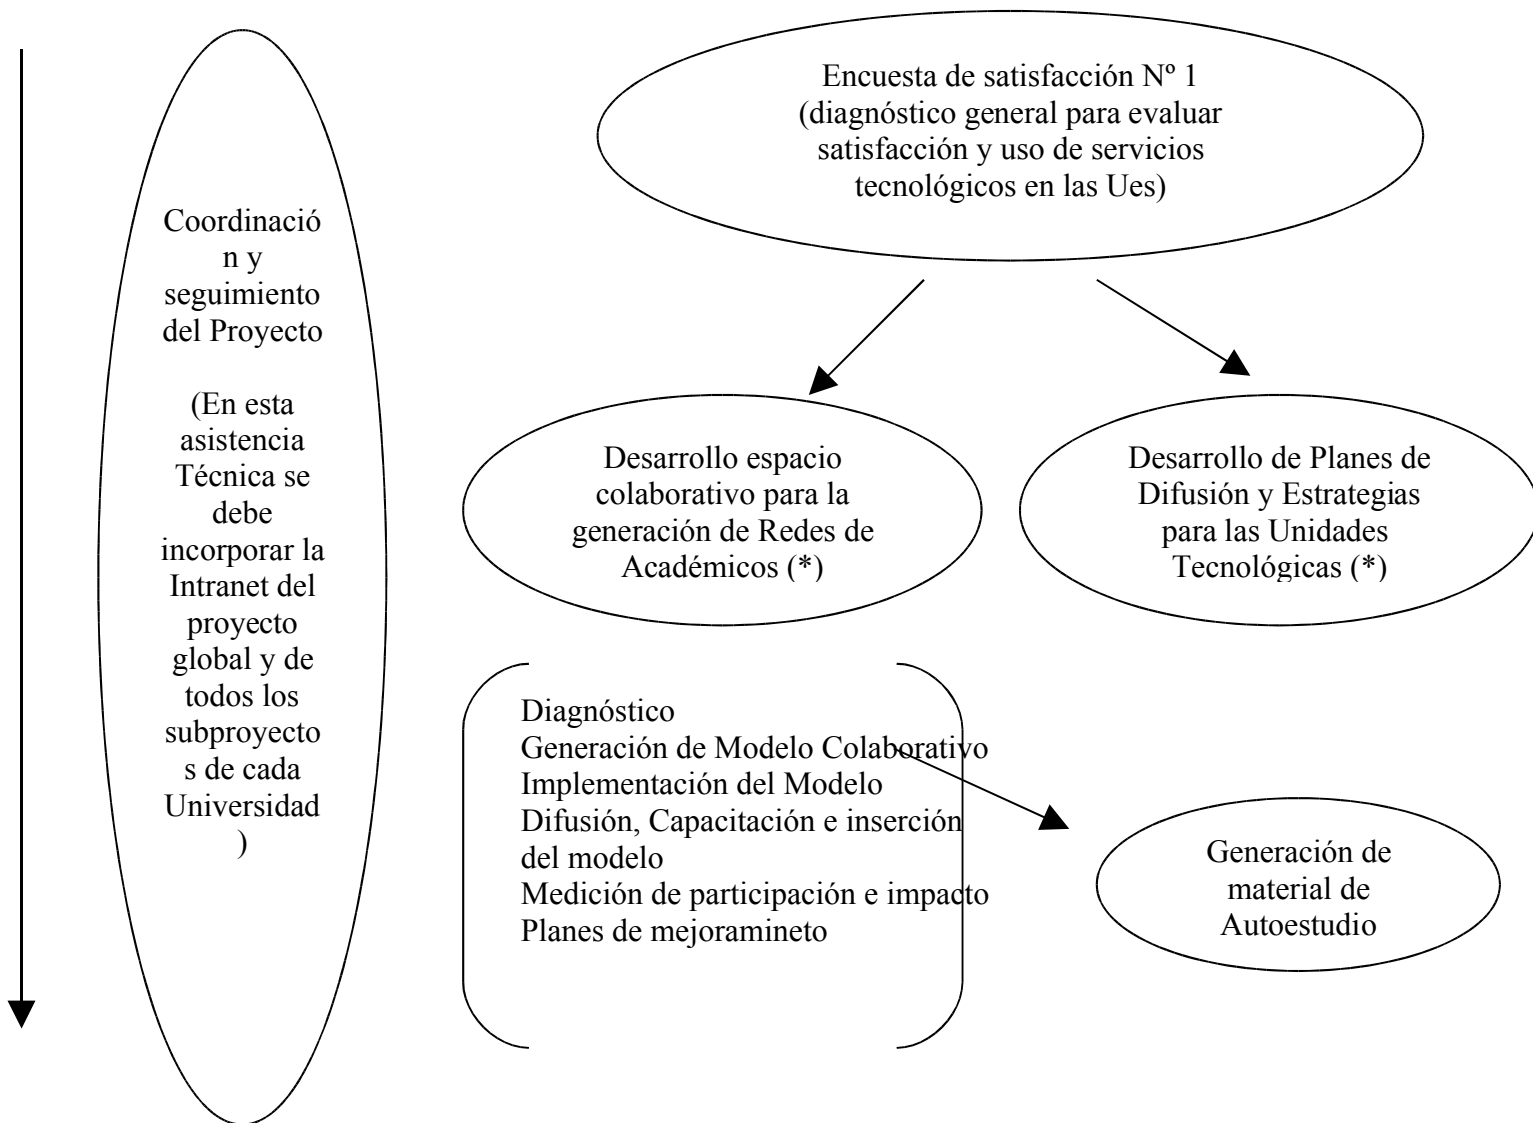 Coordinació
n y
seguimiento
del Proyecto
(En esta
asistencia
Técnica se
debe
incorporar la
Intranet del
proyecto
global y de
todos los
subproyecto
s de cada
Universidad
)
Encuesta de satisfacción Nº 1
(diagnóstico general para evaluar
satisfacción y uso de servicios
tecnológicos en las Ues)
Desarrollo espacio
colaborativo para la
generación de Redes de
Académicos (*)
Desarrollo de Planes de
Difusión y Estrategias
para las Unidades
Tecnológicas (*)
Diagnóstico
Generación de Modelo Colaborativo
Implementación del Modelo
Difusión, Capacitación e inserción
del modelo
Medición de participación e impacto
Planes de mejoramineto
Generación de
material de
Autoestudio